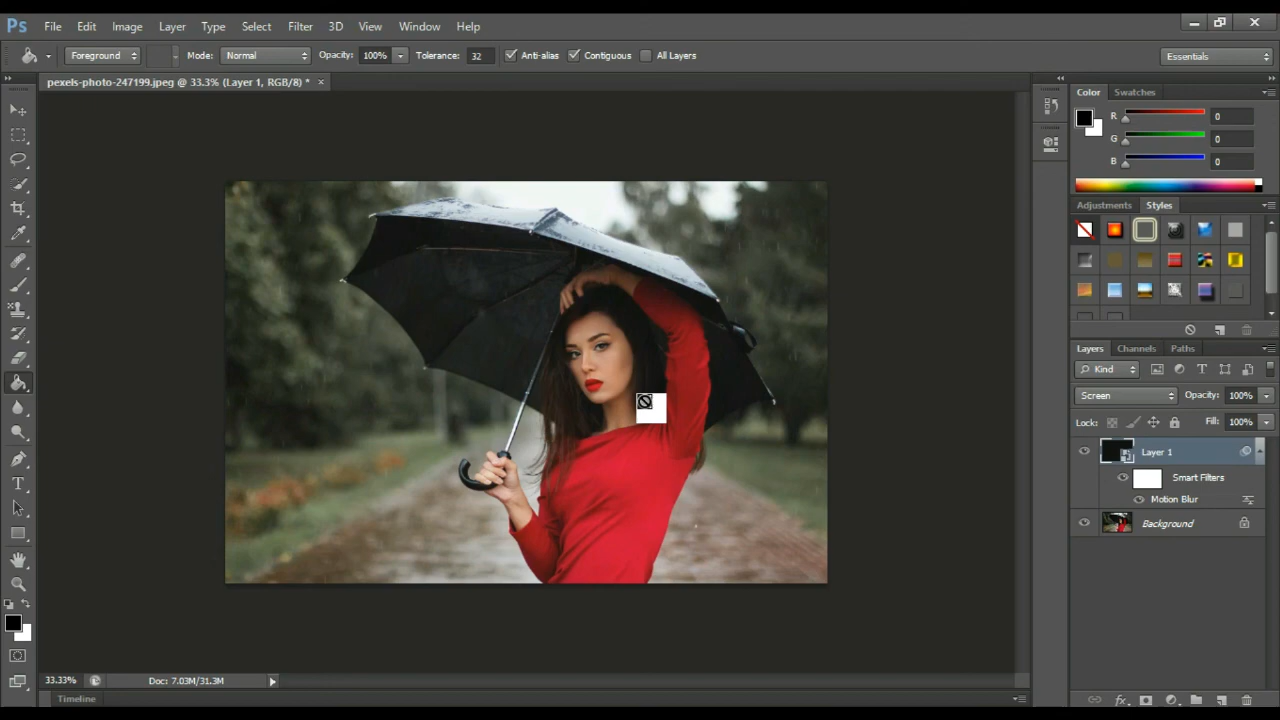 Ps File Edit Image Layer Type Select Filter 3D View Window Help
Foreground Mode: Normal Opacity: 100% Tolerance: 32 Anti-alias Contiguous All Layers Essentials
pexels-photo-247199.jpeg @ 33.3% (Layer 1, RGB/8) * ×
Color Swatches
R 0
G 0
B 0
Adjustments Styles
Layers Channels Paths
Kind
Screen Opacity: 100%
Lock: Fill: 100%
Layer 1
Smart Filters
Motion Blur
Background
33.33% Doc: 7.03M/31.3M
Timeline